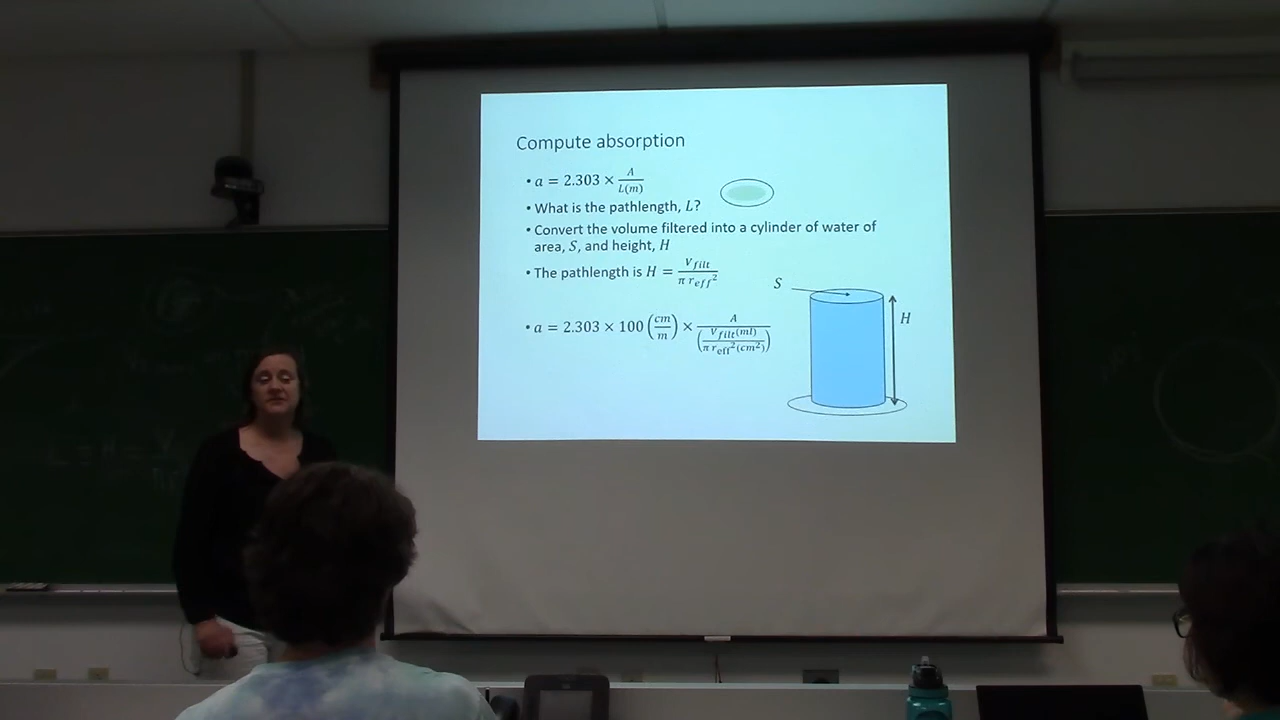 Compute absorption
• a = 2.303 × A / L(m)
• What is the pathlength, L?
• Convert the volume filtered into a cylinder of water of
area, S, and height, H
• The pathlength is H = V_filt / π r_eff²
S
H
• a = 2.303 × 100 (cm/m) × A / (V_filt(ml) / π r_eff²(cm²))